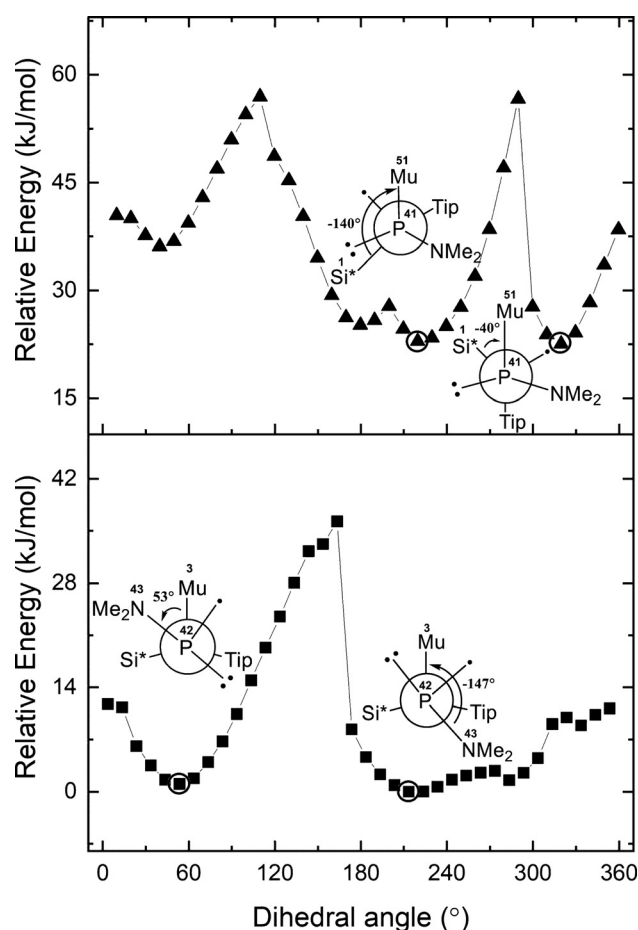 Relative Energy (kJ/mol)
60
45
30
15
51
Mu
Tip
-140°
41
P
NMe2
1
Si*
51
Mu
1
Si*
-40°
41
P
NMe2
Tip
Relative Energy (kJ/mol)
42
28
14
0
3
43
Mu
53°
Me2N
42
P
Si*
Tip
3
Mu
42
P
-147°
Si*
Tip
43
NMe2
0
60
120
180
240
300
360
Dihedral angle (°)